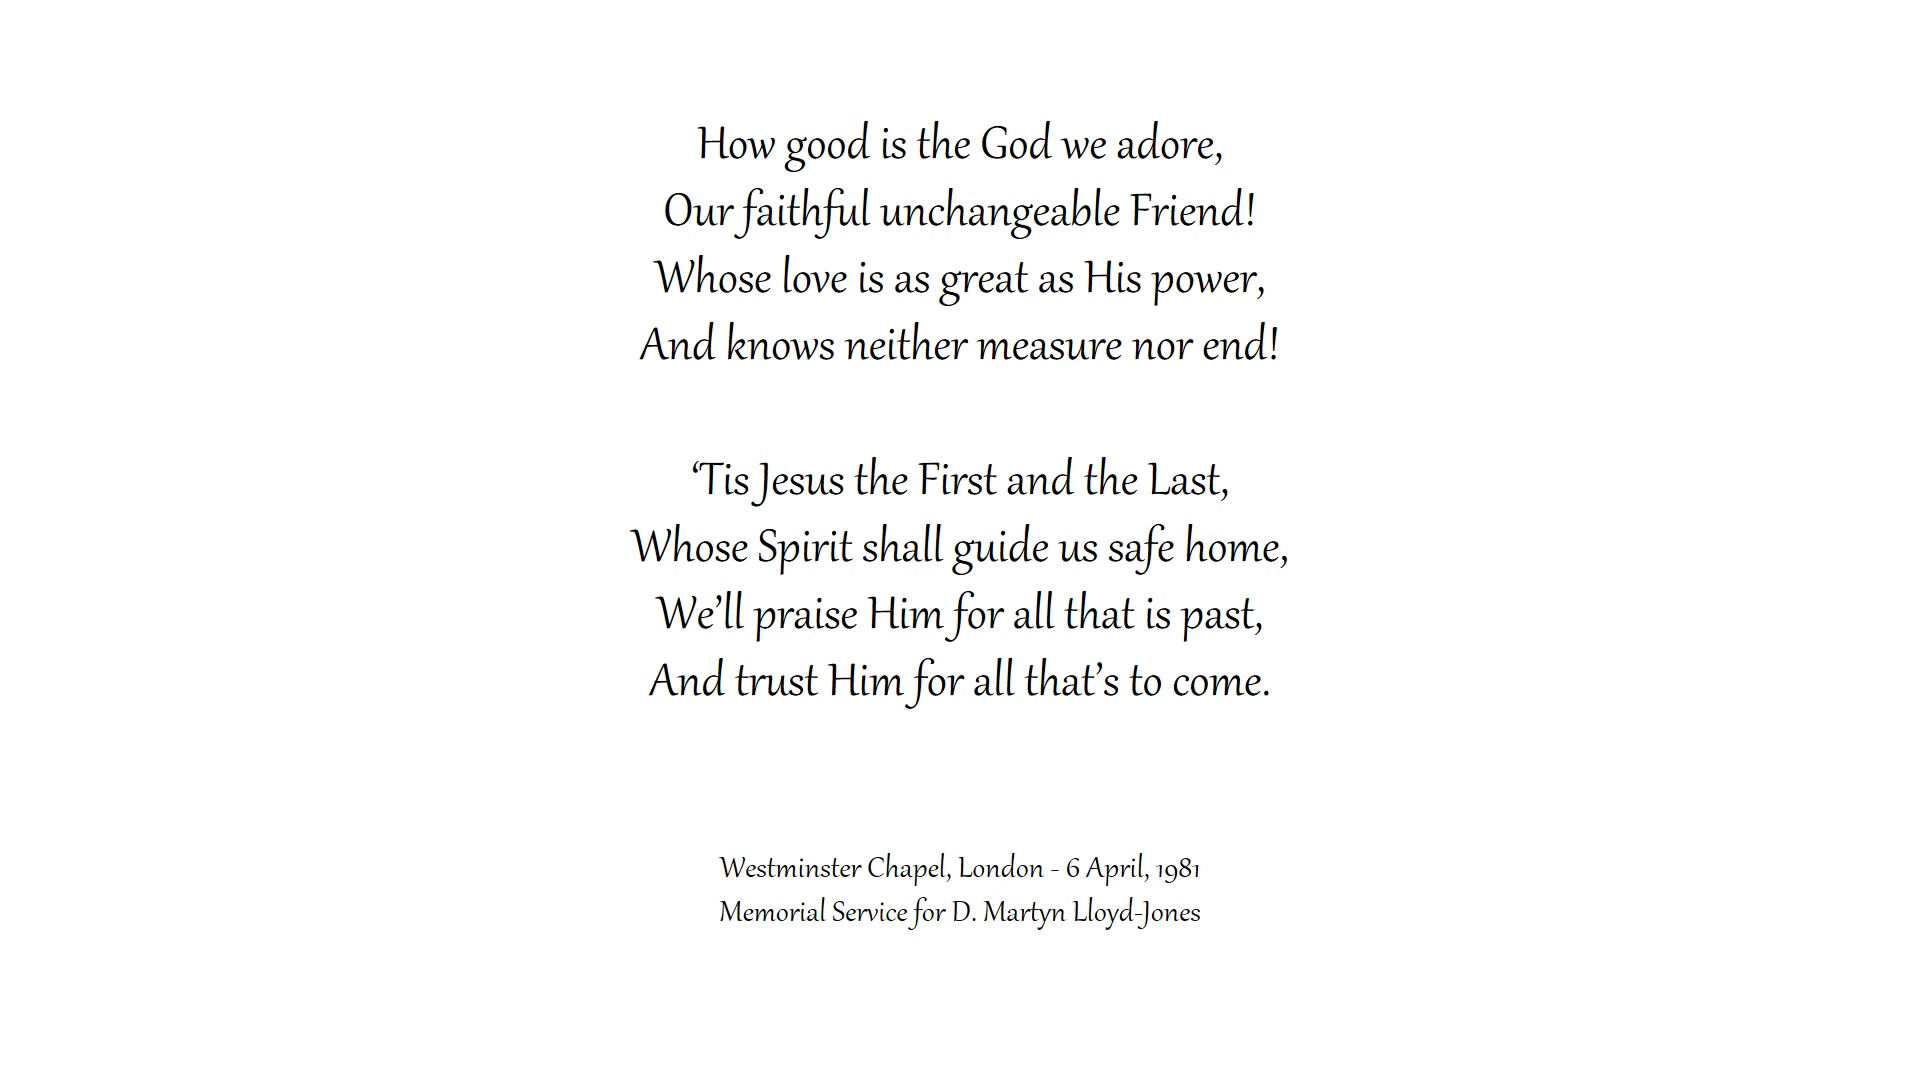 How good is the God we adore,
Our faithful unchangeable Friend!
Whose love is as great as His power,
And knows neither measure nor end!
‘Tis Jesus the First and the Last,
Whose Spirit shall guide us safe home,
We’ll praise Him for all that is past,
And trust Him for all that’s to come.
Westminster Chapel, London - 6 April, 1981
Memorial Service for D. Martyn Lloyd-Jones